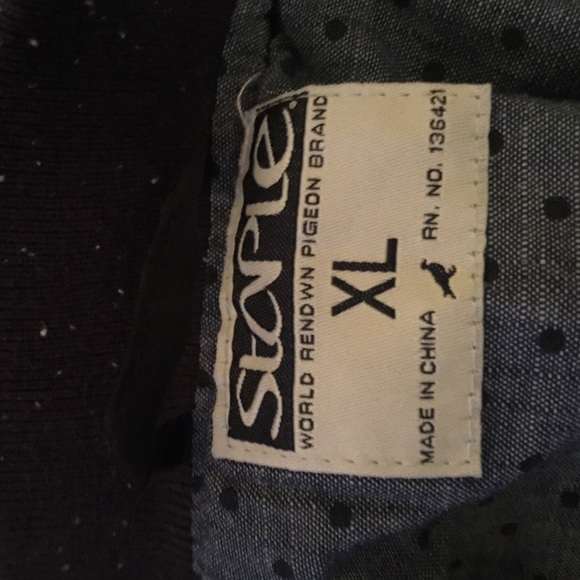 Staple
WORLD RENOWN PIGEON BRAND
XL
MADE IN CHINA RN. NO. 136421